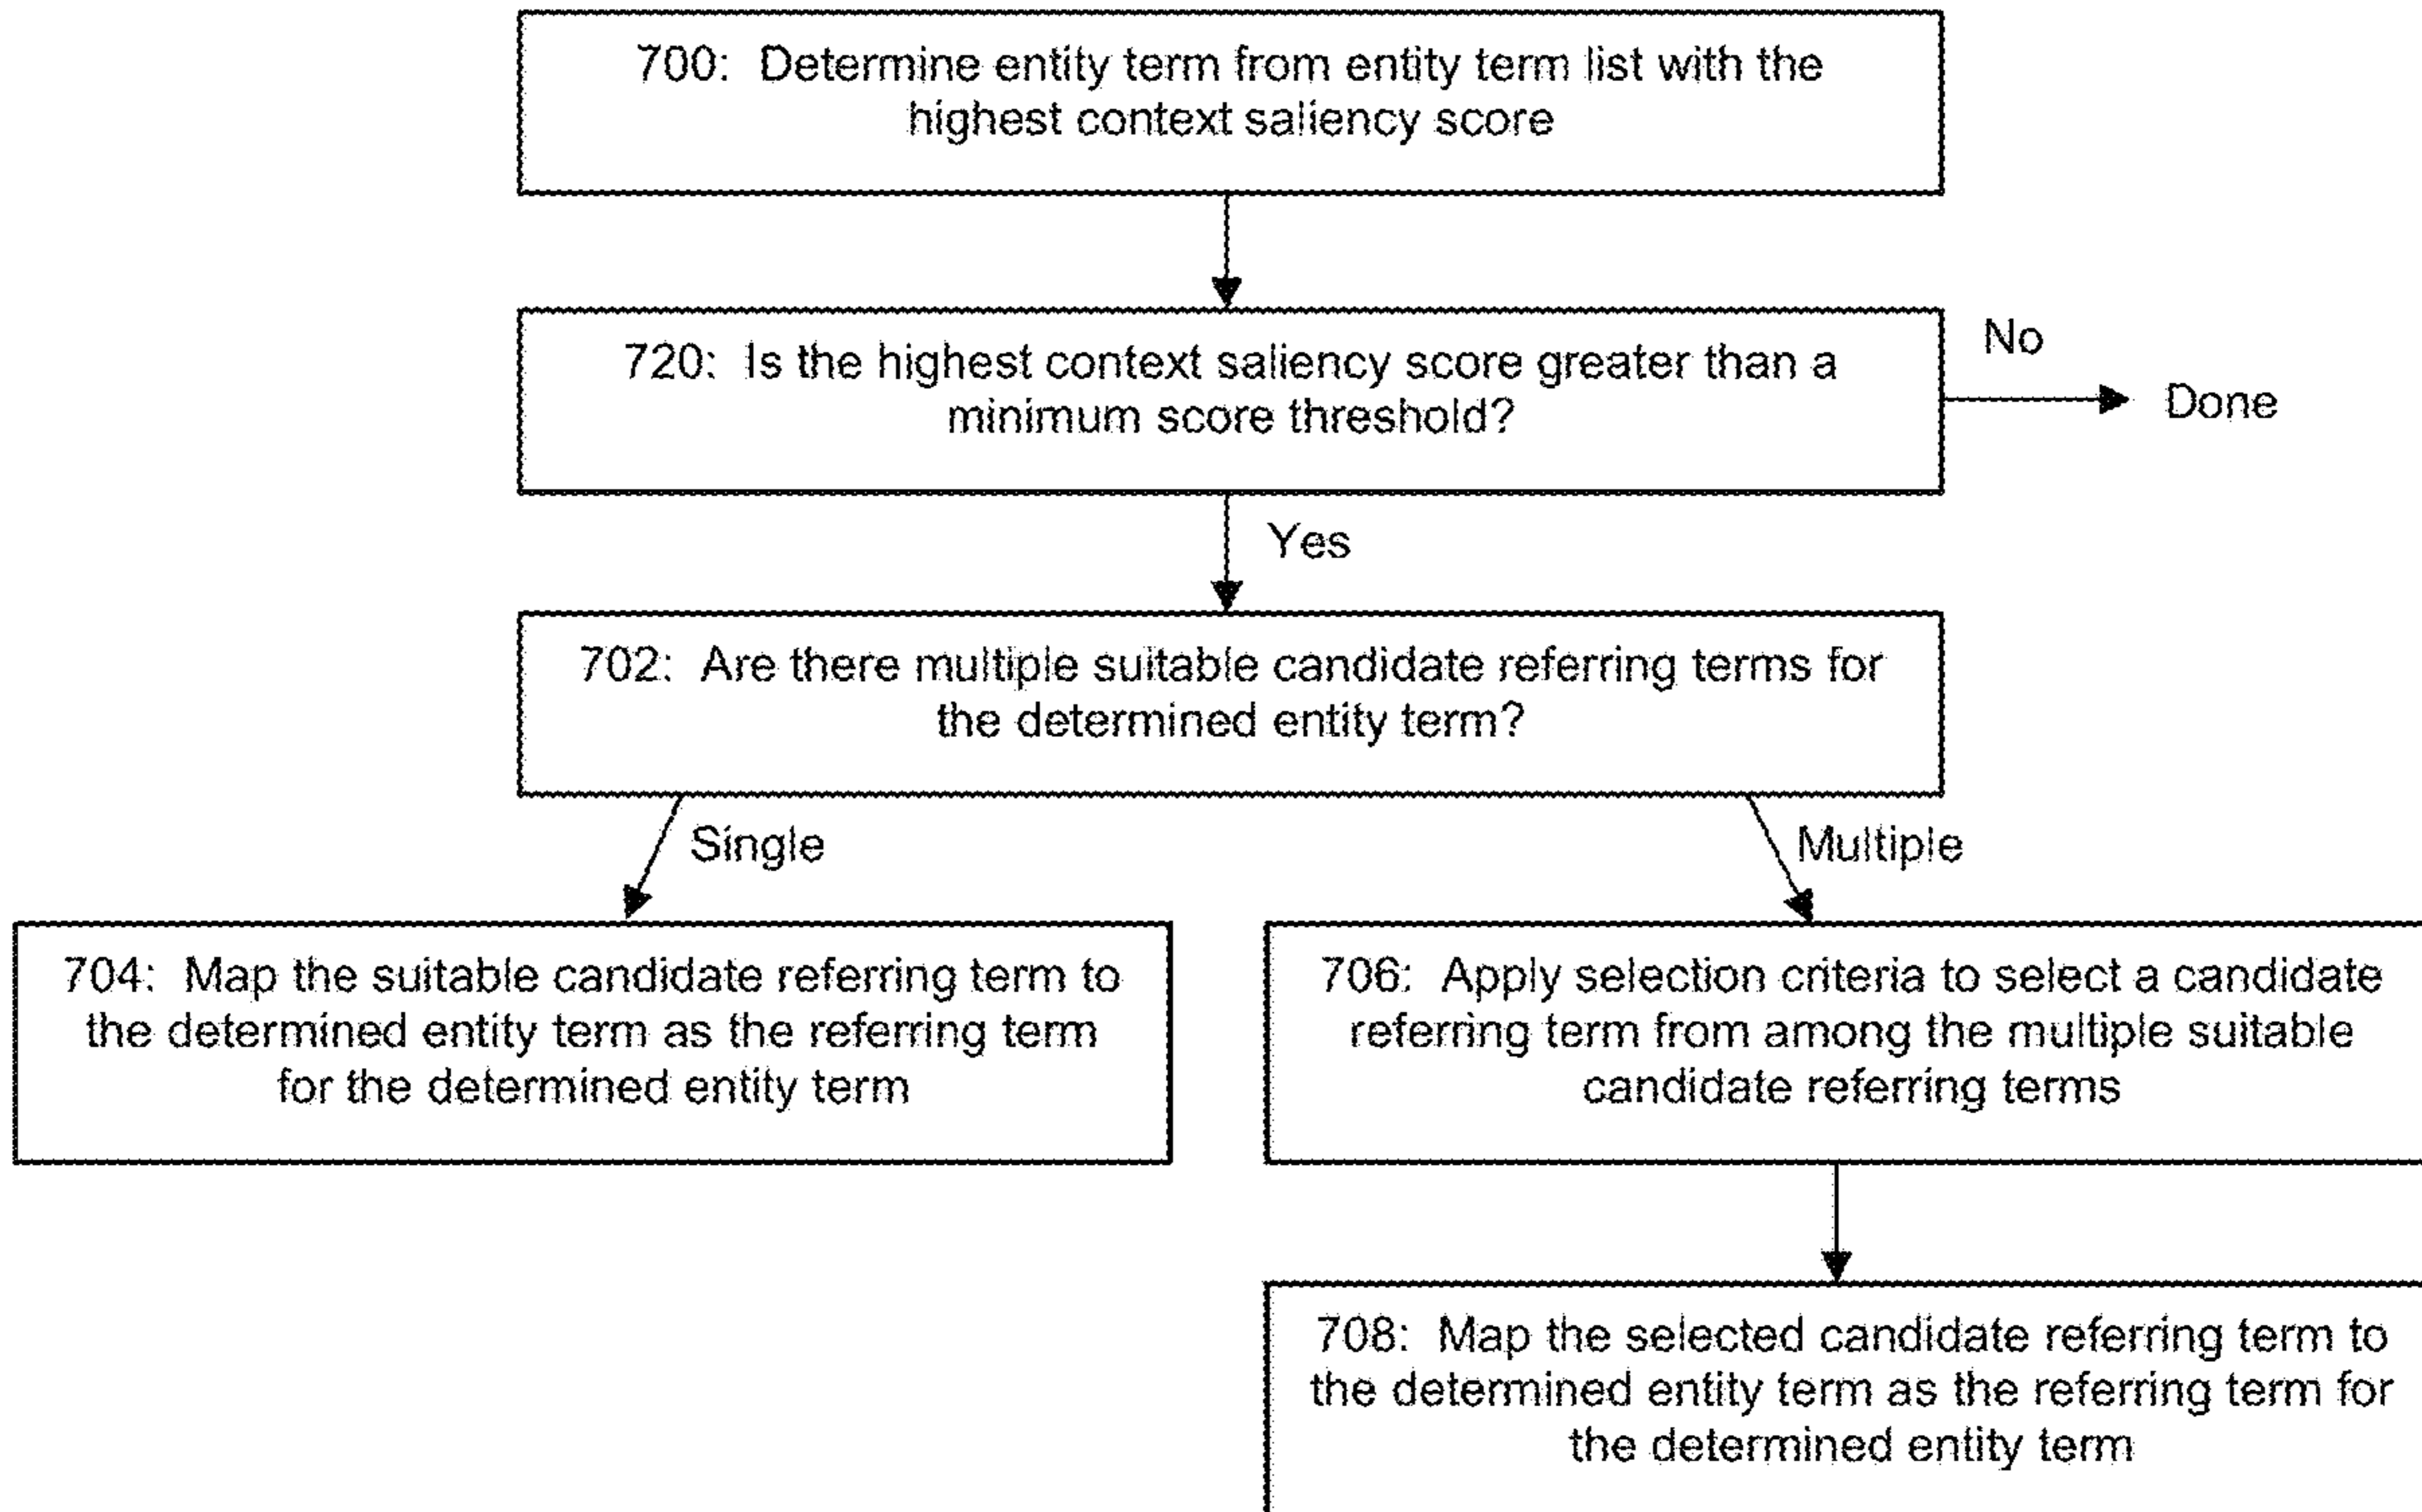 700: Determine entity term from entity term list with the
highest context saliency score
720: Is the highest context saliency score greater than a
minimum score threshold?
No
Done
Yes
702: Are there multiple suitable candidate referring terms for
the determined entity term?
Single
Multiple
704: Map the suitable candidate referring term to
the determined entity term as the referring term
for the determined entity term
706: Apply selection criteria to select a candidate
referring term from among the multiple suitable
candidate referring terms
708: Map the selected candidate referring term to
the determined entity term as the referring term for
the determined entity term